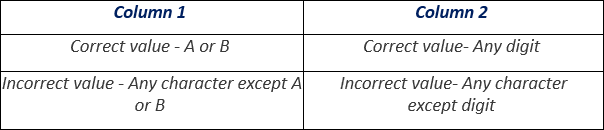 Column 1
Column 2
Correct value - A or B
Correct value- Any digit
Incorrect value - Any character except A
or B
Incorrect value- Any character
except digit